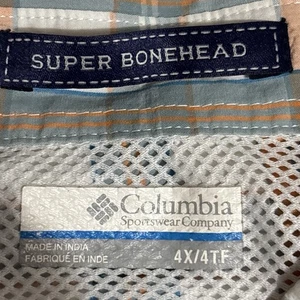 SUPER BONEHEAD
Columbia
Sportswear Company
MADE IN INDIA
FABRIQUÉ EN INDE
4X/4TF